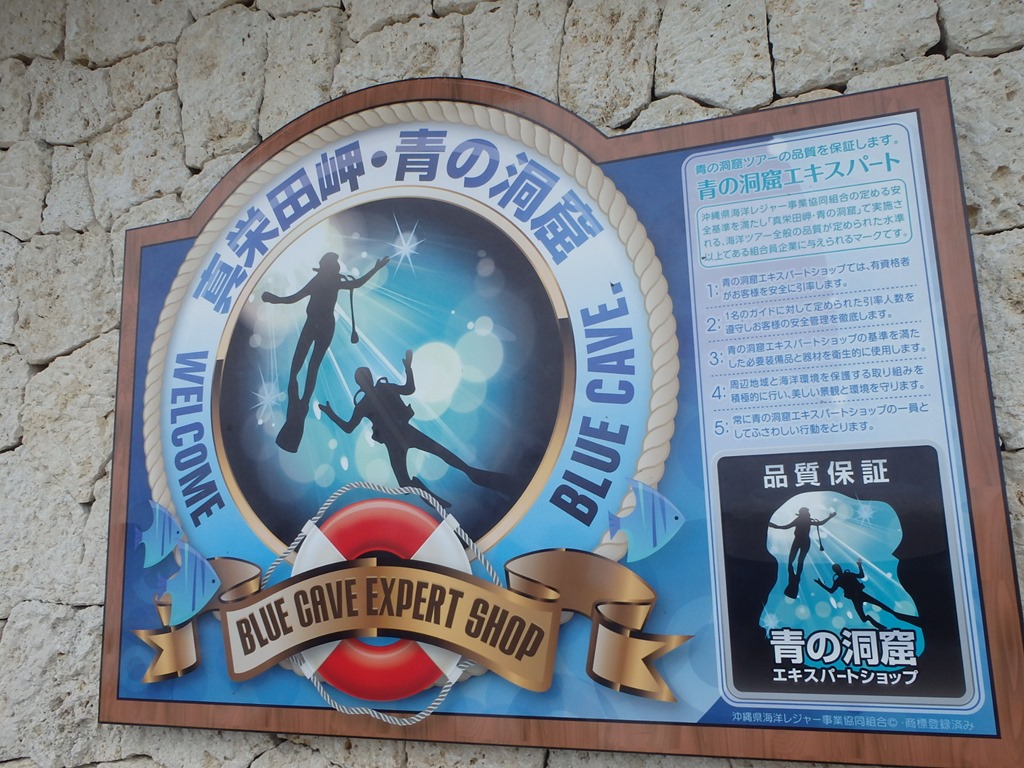 真栄田岬・青の洞窟
WELCOME
BLUE CAVE.
BLUE CAVE EXPERT SHOP
青の洞窟ツアーの品質を保証します。
青の洞窟エキスパート
沖縄県海洋レジャー事業協同組合の定める安
全基準を満たし「真栄田岬・青の洞窟」で実施さ
れる、海洋ツアー全般の品質が定められた水準
以上である組合員企業に与えられるマークです。
1: 青の洞窟エキスパートショップでは、有資格者
がお客様を安全に引率します。
2: 1名のガイドに対して定められた引率人数を
遵守しお客様の安全管理を徹底します。
3: 青の洞窟エキスパートショップの基準を満た
した必要装備品と器材を衛生的に使用します。
4: 周辺地域と海洋環境を保護する取り組みを
積極的に行い、美しい景観と環境を守ります。
5: 常に青の洞窟エキスパートショップの一員と
してふさわしい行動をとります。
品質保証
青の洞窟
エキスパートショップ
沖縄県海洋レジャー事業協同組合©・商標登録済み